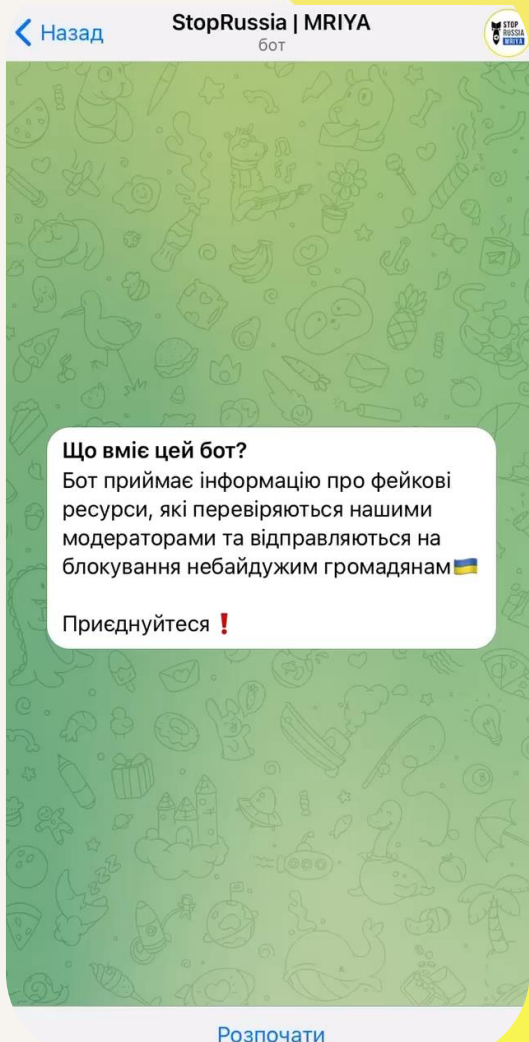 Назад
StopRussia | MRIYA
бот
STOP
RUSSIA
MRIYA
Що вміє цей бот?
Бот приймає інформацію про фейкові
ресурси, які перевіряються нашими
модераторами та відправляються на
блокування небайдужим громадянам🇺🇦
Приєднуйтеся❗
Розпочати